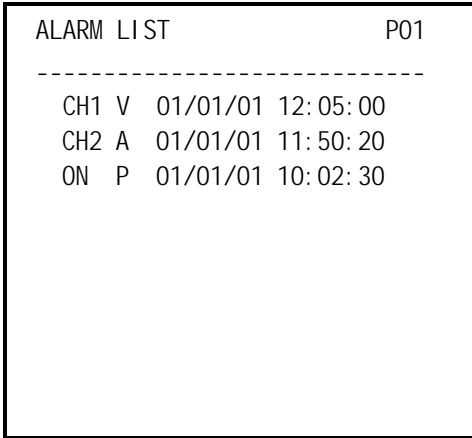 ALARM LIST P01
-----------------------------
CH1 V 01/01/01 12:05:00
CH2 A 01/01/01 11:50:20
ON P 01/01/01 10:02:30